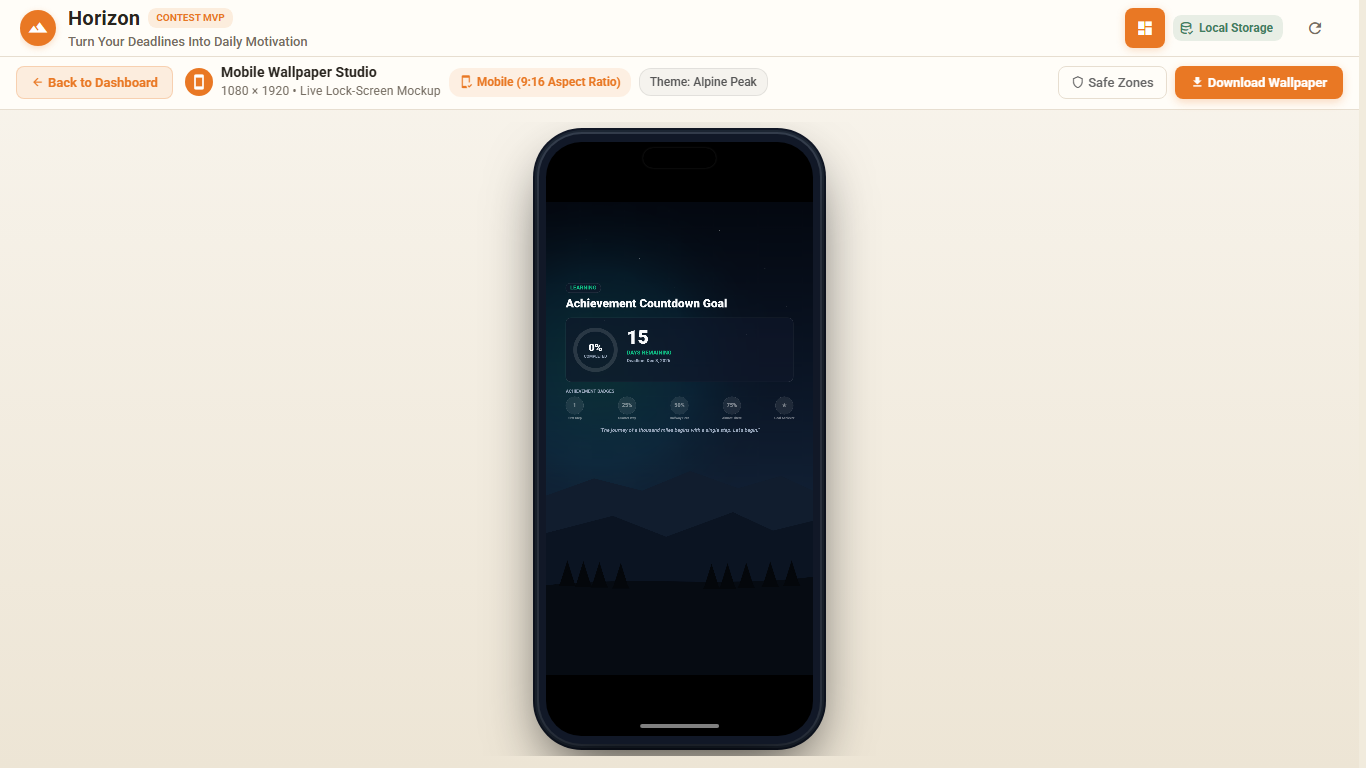 Horizon
CONTEST MVP
Turn Your Deadlines Into Daily Motivation
Local Storage
Back to Dashboard
Mobile Wallpaper Studio
1080 × 1920 • Live Lock-Screen Mockup
Mobile (9:16 Aspect Ratio)
Theme: Alpine Peak
Safe Zones
Download Wallpaper
LEARNING
Achievement Countdown Goal
0%
COMPLETED
15
DAYS REMAINING
ACHIEVEMENT BADGES
1
25%
50%
75%
"The journey of a thousand miles begins with a single step. Let's begin."